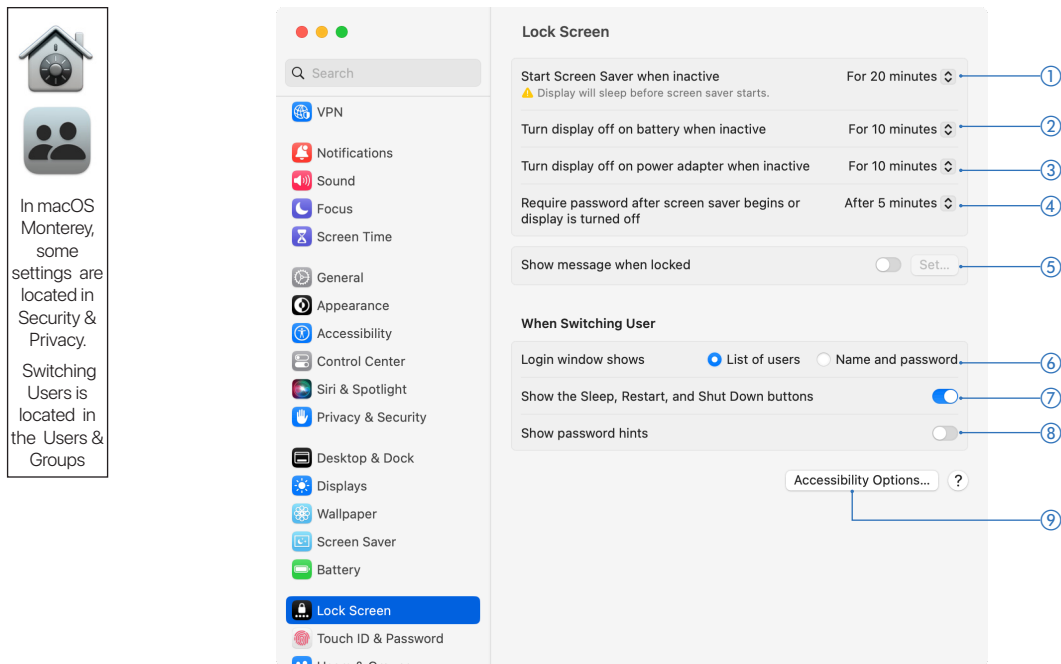 In macOS
Monterey,
some
settings are
located in
Security &
Privacy.
Switching
Users is
located in
the Users &
Groups
Search
VPN
Notifications
Sound
Focus
Screen Time
General
Appearance
Accessibility
Control Center
Siri & Spotlight
Privacy & Security
Desktop & Dock
Displays
Wallpaper
Screen Saver
Battery
Lock Screen
Touch ID & Password
Lock Screen
Start Screen Saver when inactive For 20 minutes 1
Display will sleep before screen saver starts.
Turn display off on battery when inactive For 10 minutes 2
Turn display off on power adapter when inactive For 10 minutes 3
Require password after screen saver begins or After 5 minutes 4
display is turned off
Show message when locked Set... 5
When Switching User
Login window shows List of users Name and password 6
Show the Sleep, Restart, and Shut Down buttons 7
Show password hints 8
Accessibility Options... ?
9